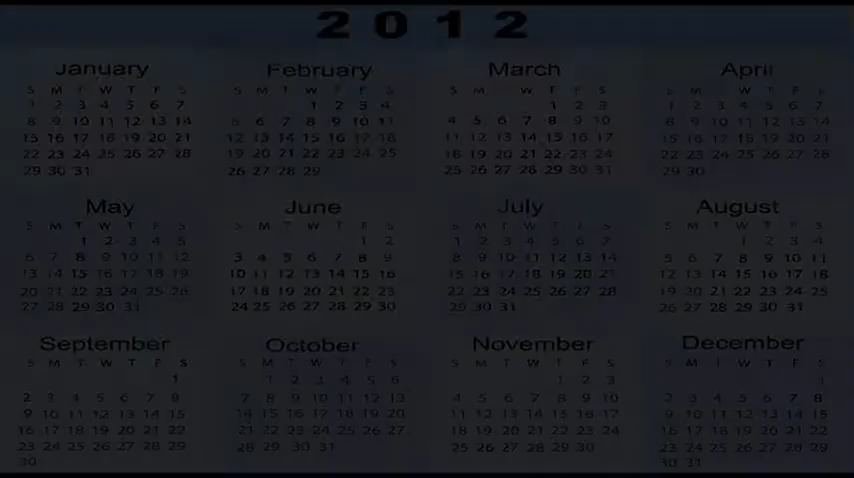 2012
January
S M T W T F S
1 2 3 4 5 6 7
8 9 10 11 12 13 14
15 16 17 18 19 20 21
22 23 24 25 26 27 28
29 30 31
February
S M T W T F S
1 2 3 4
5 6 7 8 9 10 11
12 13 14 15 16 17 18
19 20 21 22 23 24 25
26 27 28 29
March
S M W T F S
1 2 3
4 5 6 7 8 9 10
11 12 13 14 15 16 17
18 19 20 21 22 23 24
25 26 27 28 29 30 31
April
S M T W T F S
1 2 3 4 5 6 7
8 9 10 11 12 13 14
15 16 17 18 19 20 21
22 23 24 25 26 27 28
29 30
May
S M T W T F S
1 2 3 4 5
6 7 8 9 10 11 12
13 14 15 16 17 18 19
20 21 22 23 24 25 26
27 28 29 30 31
June
S M T W T F S
1 2
3 4 5 6 7 8 9
10 11 12 13 14 15 16
17 18 19 20 21 22 23
24 25 26 27 28 29 30
July
S M T W T F S
1 2 3 4 5 6 7
8 9 10 11 12 13 14
15 16 17 18 19 20 21
22 23 24 25 26 27 28
29 30 31
August
S M T W T F S
1 2 3 4
5 6 7 8 9 10 11
12 13 14 15 16 17 18
19 20 21 22 23 24 25
26 27 28 29 30 31
September
S M T W T F S
1
2 3 4 5 6 7 8
9 10 11 12 13 14 15
16 17 18 19 20 21 22
23 24 25 26 27 28 29
30
October
S M T W T F S
1 2 3 4 5 6
7 8 9 10 11 12 13
14 15 16 17 18 19 20
21 22 23 24 25 26 27
28 29 30 31
November
S M T W T F S
1 2 3
4 5 6 7 8 9 10
11 12 13 14 15 16 17
18 19 20 21 22 23 24
25 26 27 28 29 30
December
S M T W T F S
1
2 3 4 5 6 7 8
9 10 11 12 13 14 15
16 17 18 19 20 21 22
23 24 25 26 27 28 29
30 31